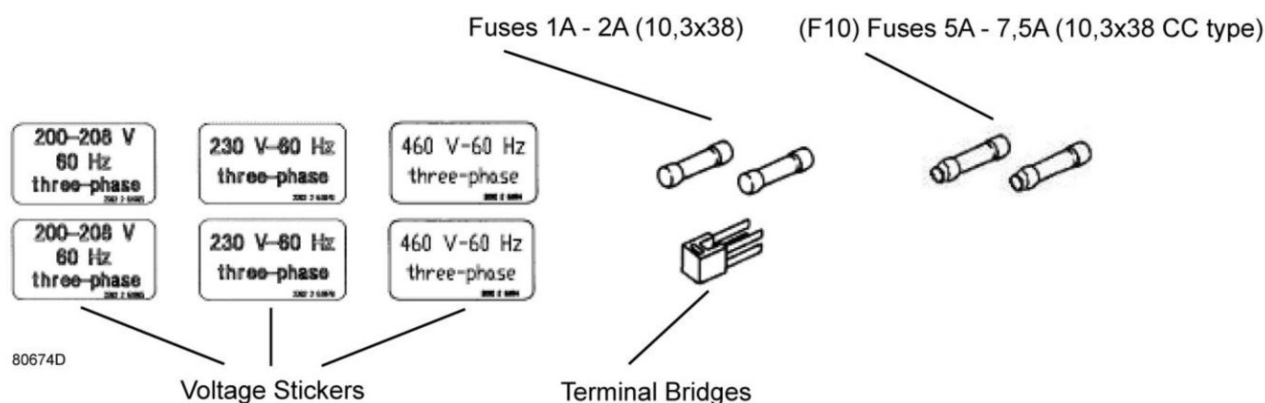 Fuses 1A - 2A (10,3x38)
(F10) Fuses 5A - 7,5A (10,3x38 CC type)
200-208 V
60 Hz
three-phase
230 V-60 Hz
three-phase
460 V-60 Hz
three-phase
200-208 V
60 Hz
three-phase
230 V-60 Hz
three-phase
460 V-60 Hz
three-phase
80674D
Voltage Stickers
Terminal Bridges